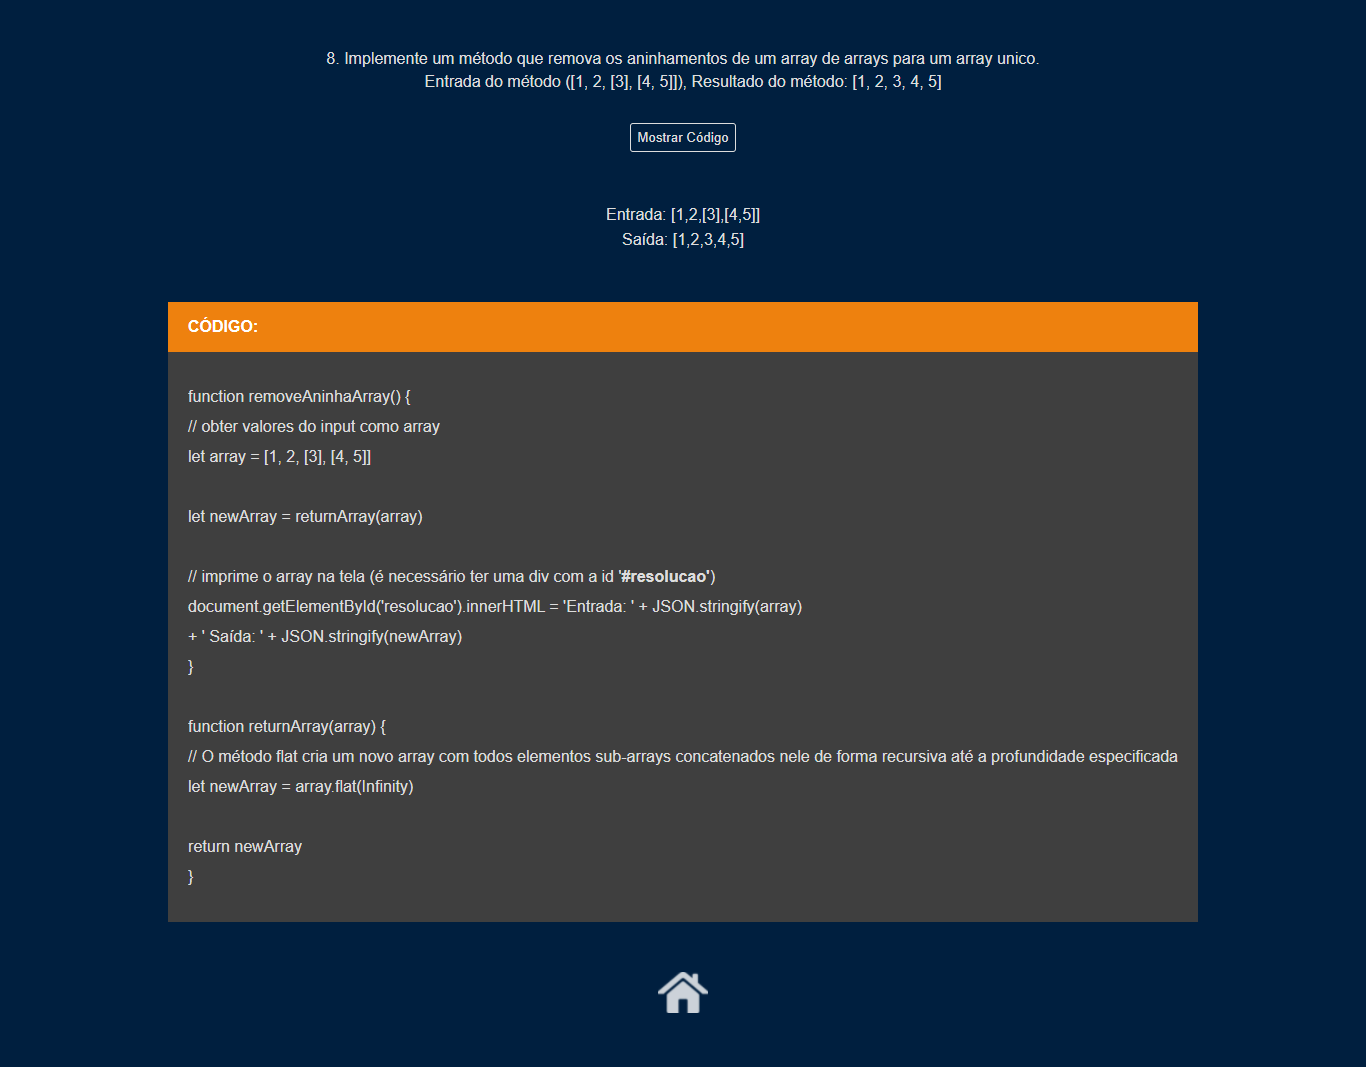 8. Implemente um método que remova os aninhamentos de um array de arrays para um array unico.
Entrada do método ([1, 2, [3], [4, 5]]), Resultado do método: [1, 2, 3, 4, 5]
Mostrar Código
Entrada: [1,2,[3],[4,5]]
Saída: [1,2,3,4,5]
CÓDIGO:
function removeAninhaArray() {
// obter valores do input como array
let array = [1, 2, [3], [4, 5]]
let newArray = returnArray(array)
// imprime o array na tela (é necessário ter uma div com a id '#resolucao')
document.getElementById('resolucao').innerHTML = 'Entrada: ' + JSON.stringify(array)
+ ' Saída: ' + JSON.stringify(newArray)
}
function returnArray(array) {
// O método flat cria um novo array com todos elementos sub-arrays concatenados nele de forma recursiva até a profundidade especificada
let newArray = array.flat(Infinity)
return newArray
}